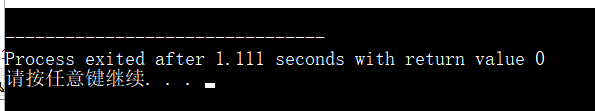 --------------------------------
Process exited after 1.111 seconds with return value 0
请按任意键继续. . .